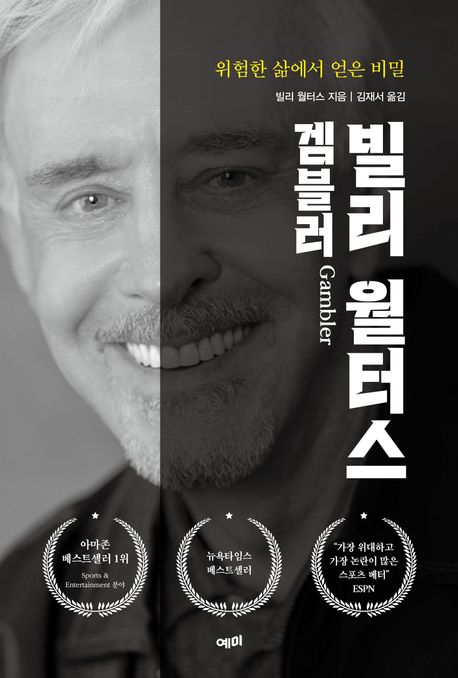 위험한 삶에서 얻은 비밀
빌리 월터스 지음 | 김재서 옮김
빌리 월터스
겜블러 Gambler
아마존
베스트셀러 1위
Sports &
Entertainment 분야
뉴욕타임스
베스트셀러
"가장 위대하고
가장 논란이 많은
스포츠 베터"
ESPN
예미